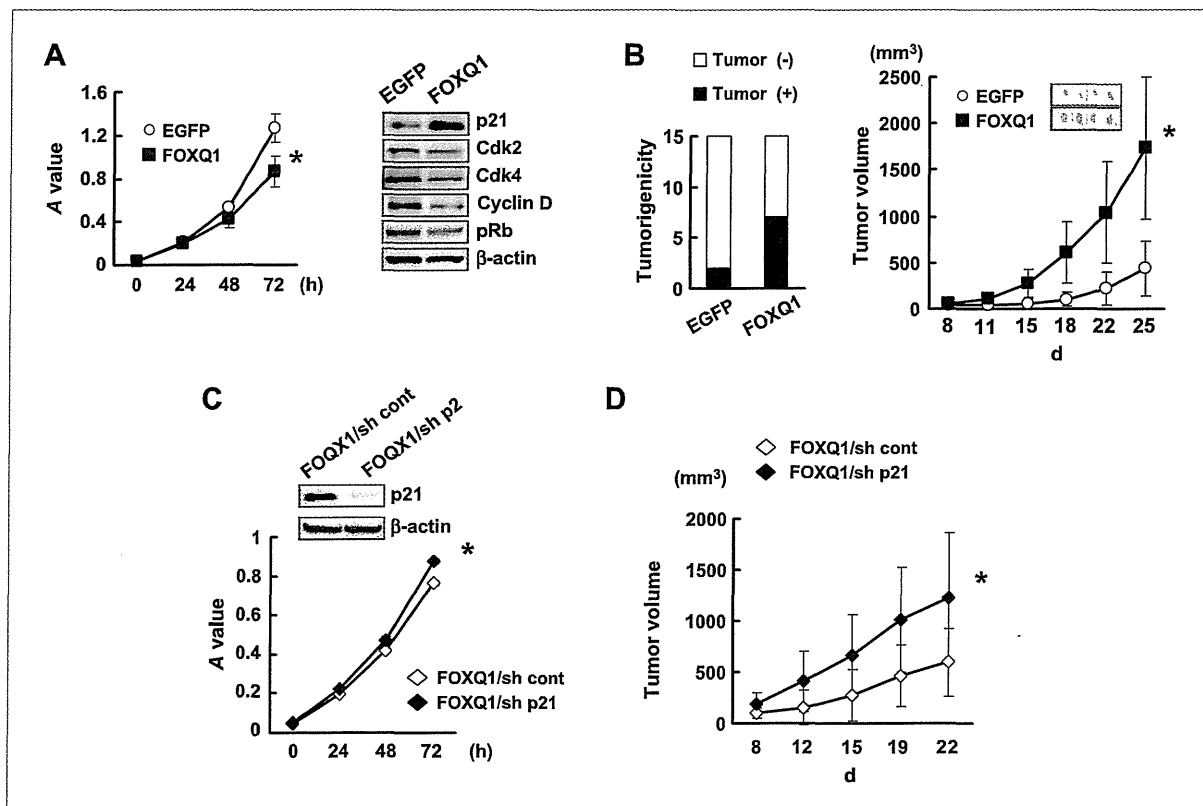 A
1.6
1.2
0.8
0.4
0
A value
EGFP
FOXQ1
*
0 24 48 72 (h)
EGFP FOXQ1
p21
Cdk2
Cdk4
Cyclin D
pRb
β-actin
B
Tumor (-)
Tumor (+)
15
10
5
0
Tumorigenicity
EGFP FOXQ1
(mm³)
2500
2000
1500
1000
500
0
Tumor volume
EGFP
FOXQ1
*
8 11 15 18 22 25
d
C
FOQX1/sh cont
FOQX1/sh p2
p21
β-actin
1
0.8
0.6
0.4
0.2
0
A value
*
FOXQ1/sh cont
FOXQ1/sh p21
0 24 48 72 (h)
D
FOXQ1/sh cont
FOXQ1/sh p21
(mm³)
2000
1500
1000
500
0
Tumor volume
*
8 12 15 19 22
d